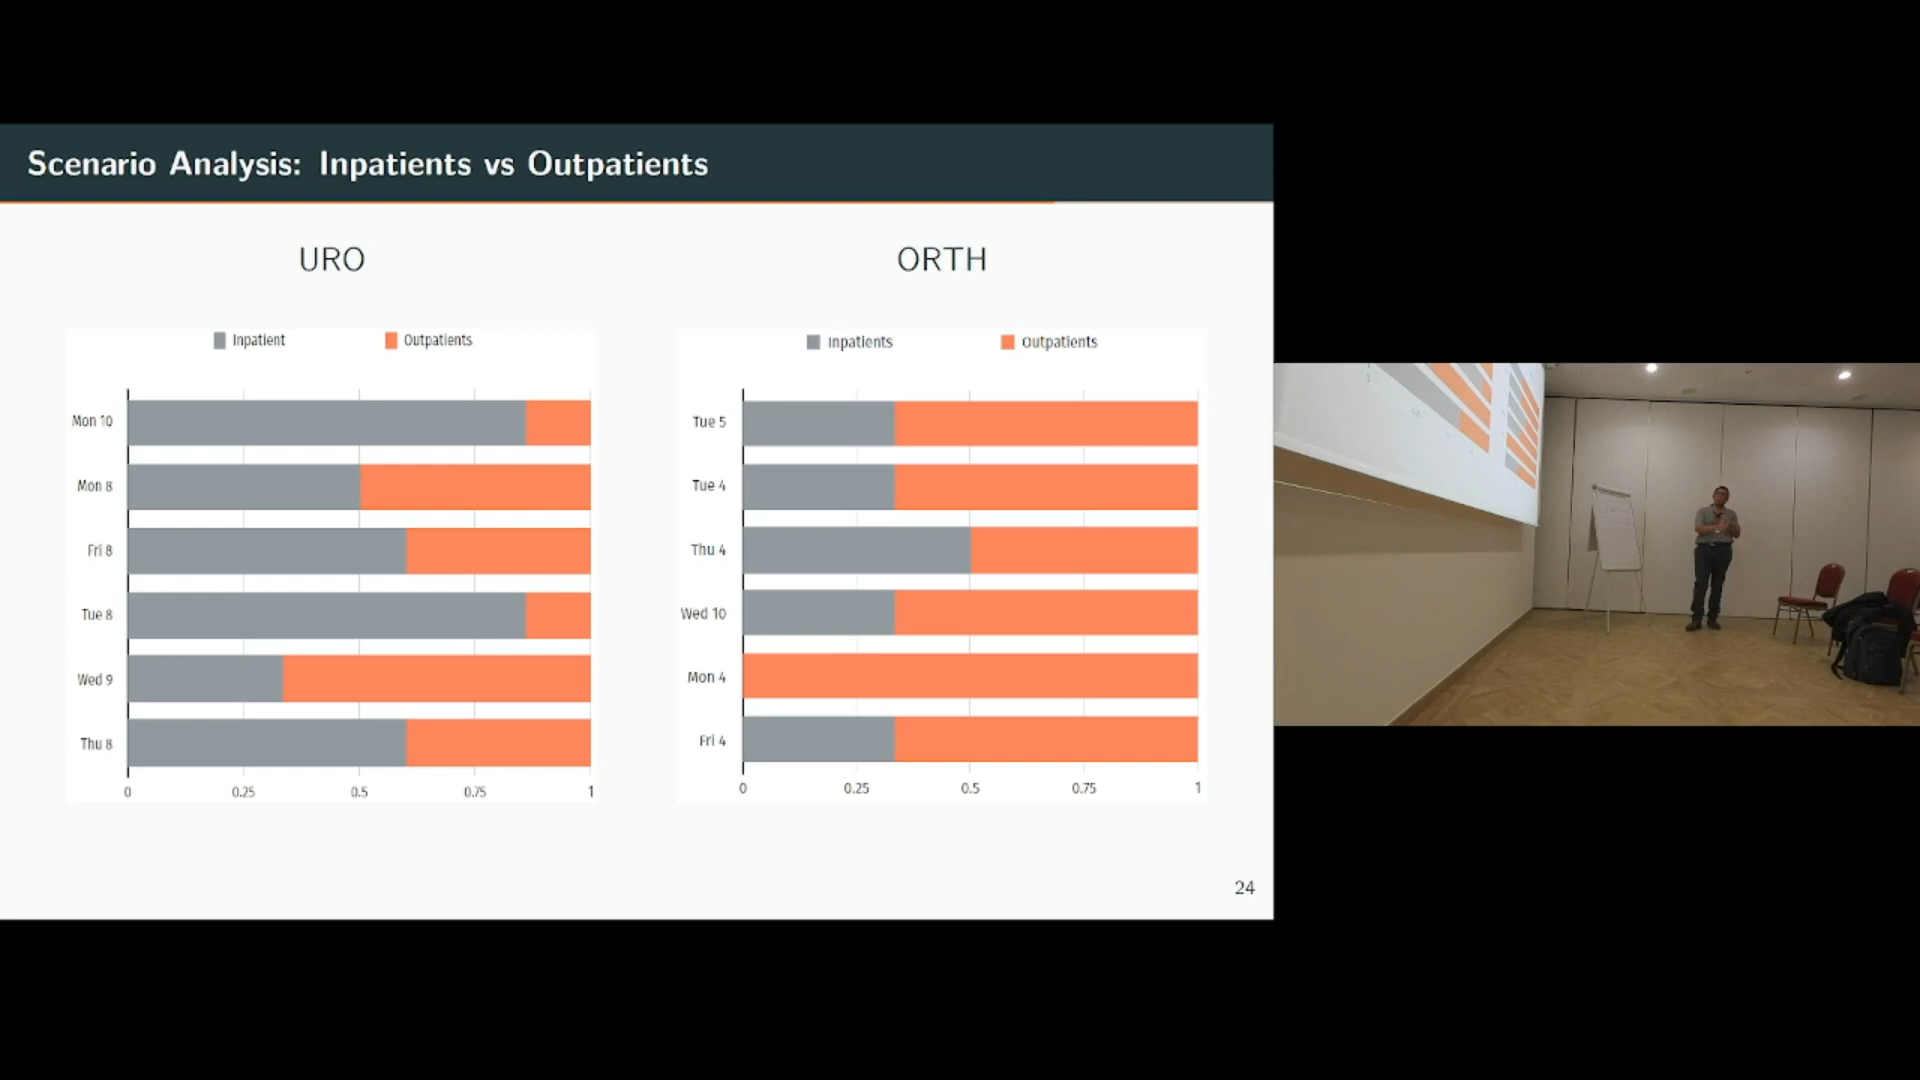 Scenario Analysis: Inpatients vs Outpatients
URO
Inpatient Outpatients
Mon 10
Mon 8
Fri 8
Tue 8
Wed 9
Thu 8
0 0.25 0.5 0.75 1
ORTH
Inpatients Outpatients
Tue 5
Tue 4
Thu 4
Wed 10
Mon 4
Fri 4
0 0.25 0.5 0.75 1
24